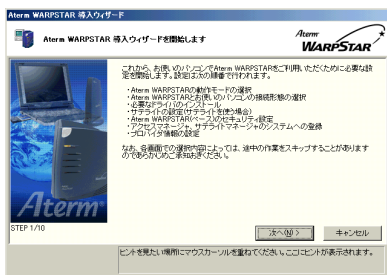 Aterm WARPSTAR 導入ウィザード
Aterm WARPSTAR 導入ウィザードを開始します
Aterm
WARPSTAR
これから、お使いのパソコンでAterm WARPSTARをご利用いただくために必要な設
定を開始します。設定は次の順番で行われます。
・Aterm WARPSTARの動作モードの選択
・Aterm WARPSTARとお使いのパソコンの接続形態の選択
・必要なドライバのインストール
・サテライトの設定(サテライトを使う場合)
・Aterm WARPSTAR(ベース)のセキュリティ設定
・アクセスマネージャ、サテライトマネージャのシステムへの登録
・プロバイダ情報の設定
なお、各画面での選択内容によっては、途中の作業をスキップすることがあります
のであらかじめご承知おきください。
Aterm®
STEP 1/10
次へ(N) >
キャンセル
ヒントを見たい場所にマウスカーソルを重ねてください。ここにヒントが表示されます。